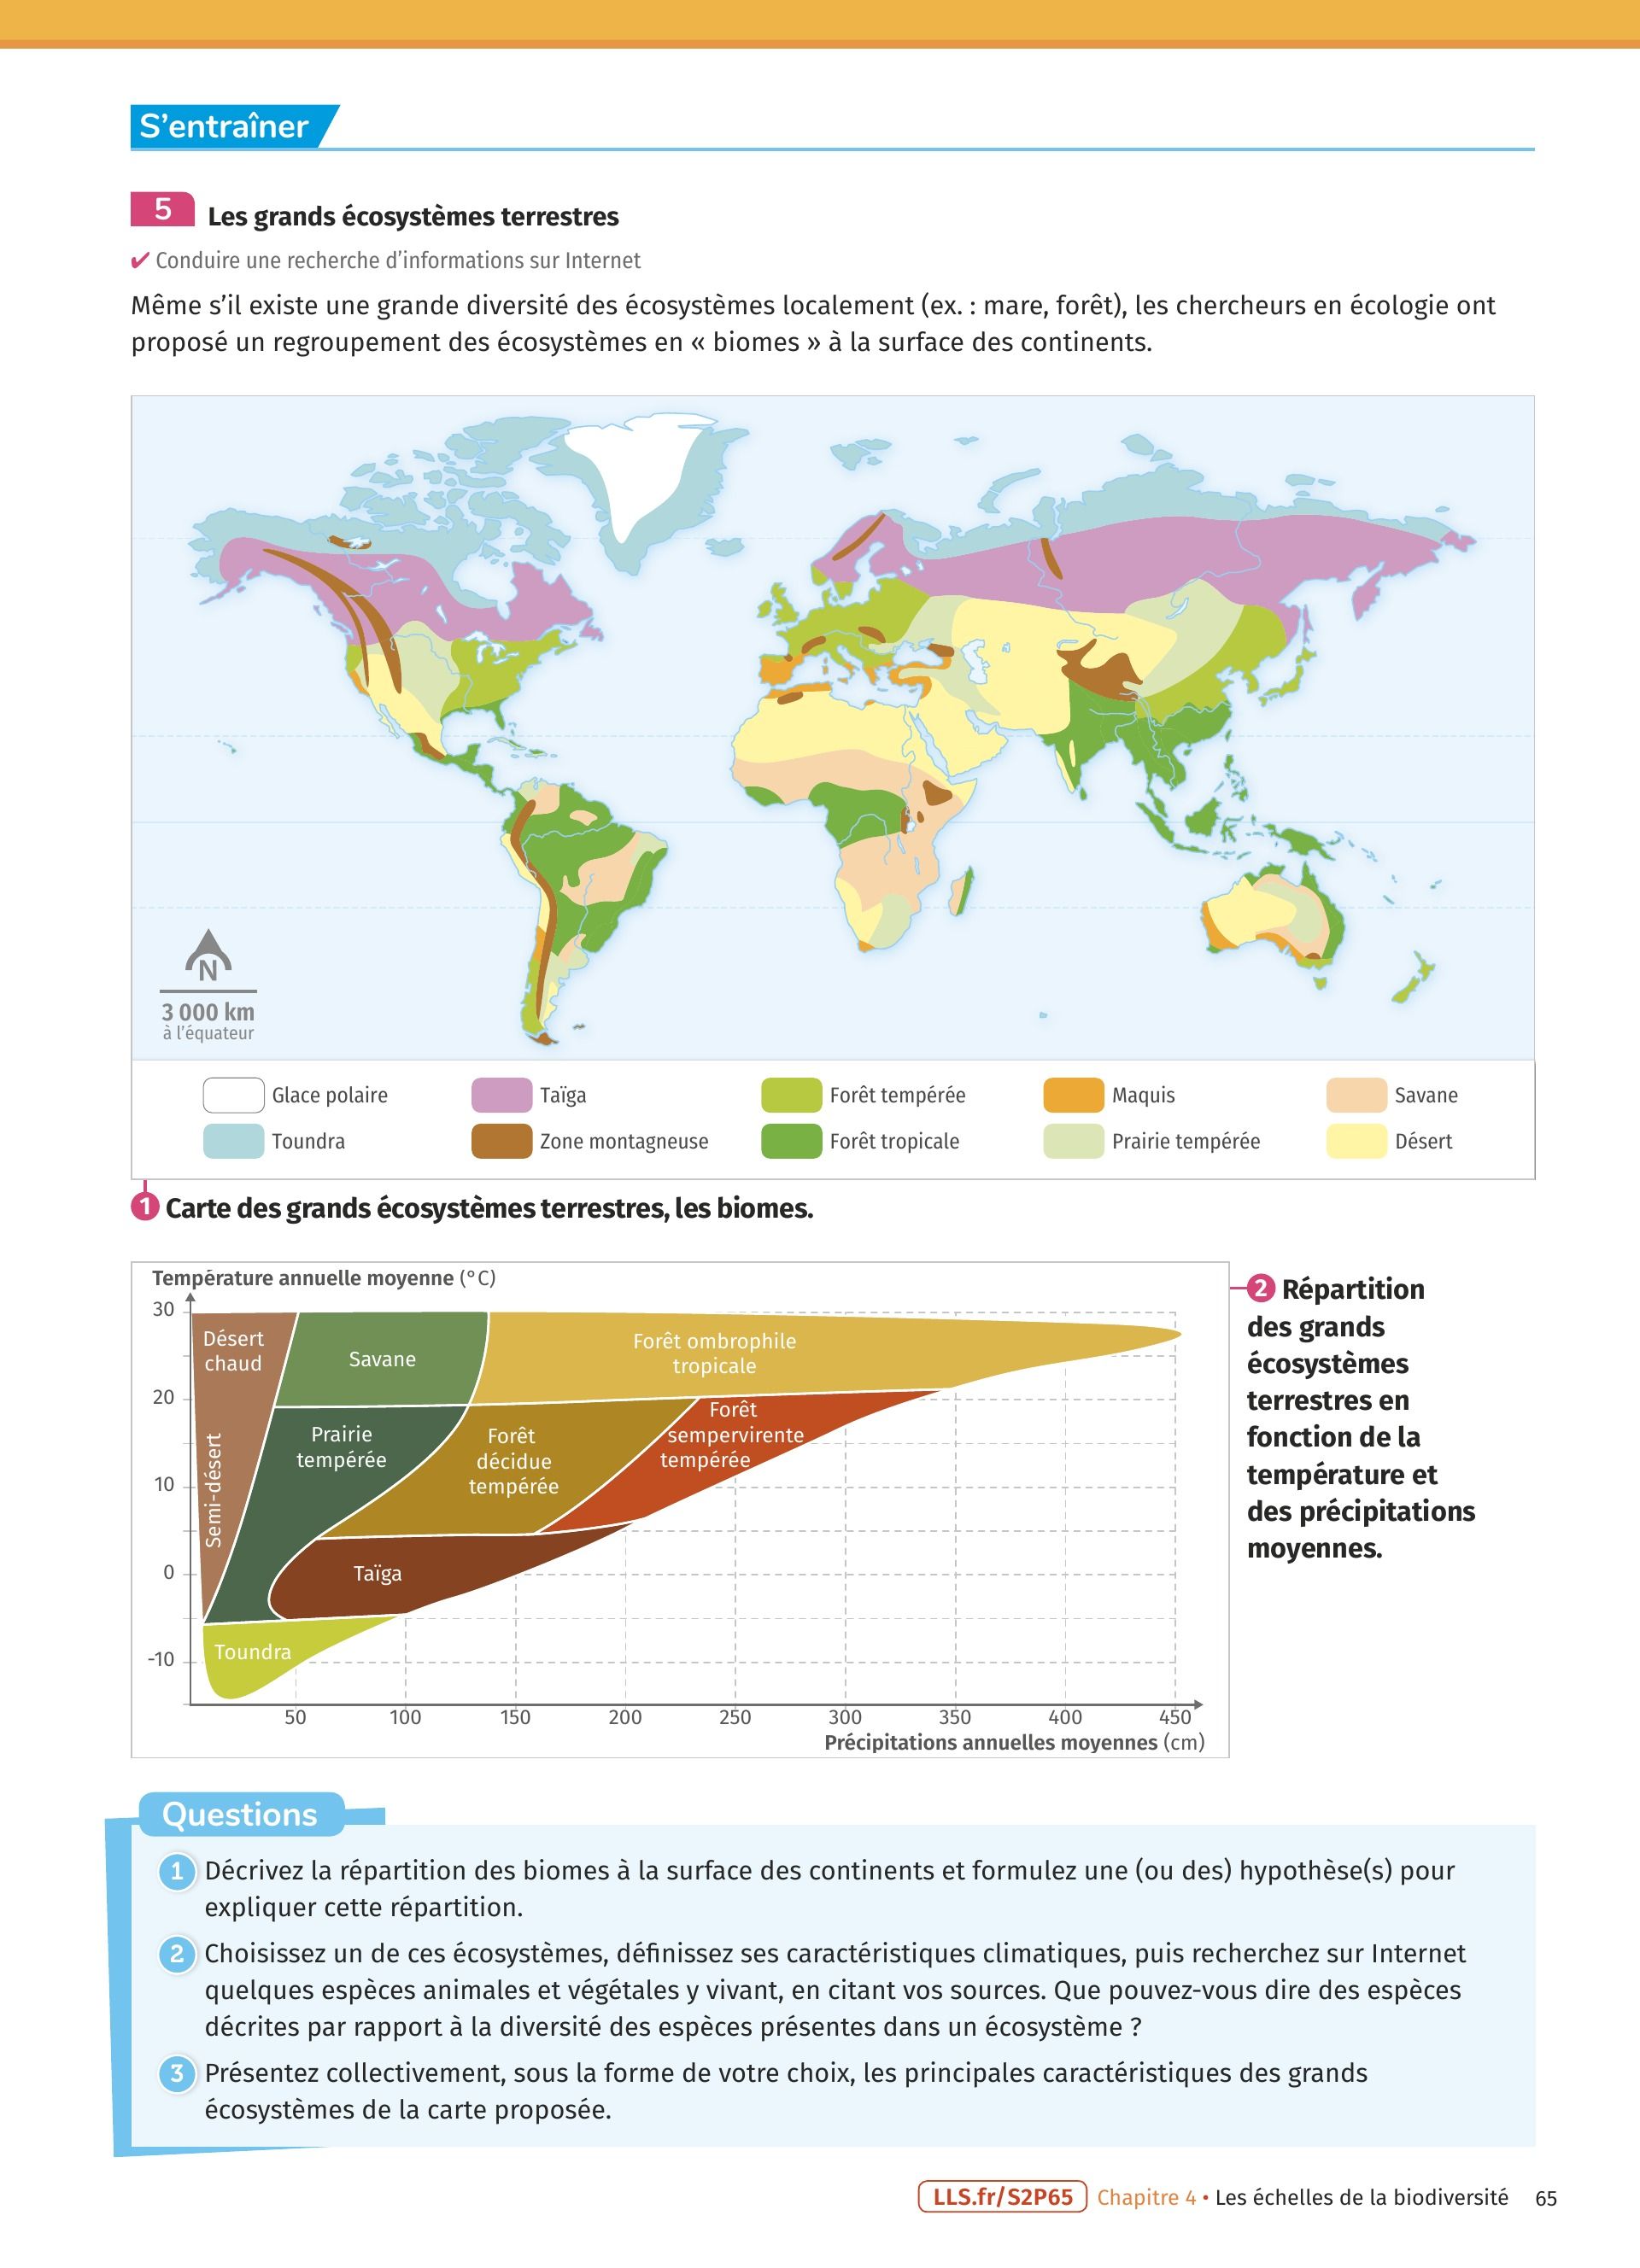 S'entraîner
5 Les grands écosystèmes terrestres
✔ Conduire une recherche d'informations sur Internet
Même s'il existe une grande diversité des écosystèmes localement (ex. : mare, forêt), les chercheurs en écologie ont
proposé un regroupement des écosystèmes en « biomes » à la surface des continents.
N
3 000 km
à l'équateur
Glace polaire
Taïga
Forêt tempérée
Maquis
Savane
Toundra
Zone montagneuse
Forêt tropicale
Prairie tempérée
Désert
1 Carte des grands écosystèmes terrestres, les biomes.
Température annuelle moyenne (°C)
30
20
10
0
-10
Désert
chaud
Semi-désert
Savane
Forêt ombrophile
tropicale
Prairie
tempérée
Forêt
décidue
tempérée
Forêt
sempervirente
tempérée
Taïga
Toundra
50
100
150
200
250
300
350
400
450
Précipitations annuelles moyennes (cm)
2 Répartition
des grands
écosystèmes
terrestres en
fonction de la
température et
des précipitations
moyennes.
Questions
1 Décrivez la répartition des biomes à la surface des continents et formulez une (ou des) hypothèse(s) pour
expliquer cette répartition.
2 Choisissez un de ces écosystèmes, définissez ses caractéristiques climatiques, puis recherchez sur Internet
quelques espèces animales et végétales y vivant, en citant vos sources. Que pouvez-vous dire des espèces
décrites par rapport à la diversité des espèces présentes dans un écosystème ?
3 Présentez collectivement, sous la forme de votre choix, les principales caractéristiques des grands
écosystèmes de la carte proposée.
LLS.fr/S2P65 Chapitre 4 • Les échelles de la biodiversité 65